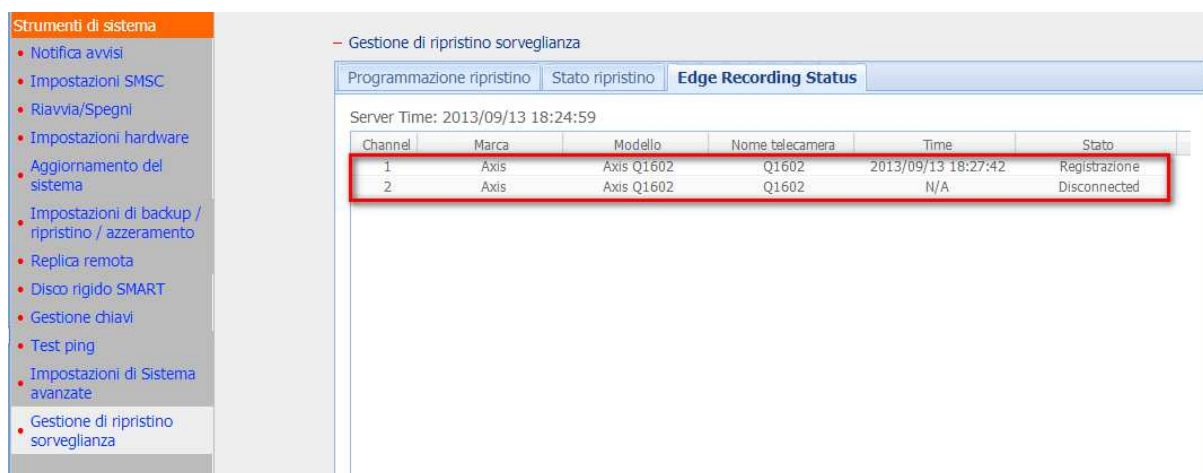 Strumenti di sistema
Notifica avvisi
Impostazioni SMSC
Riavvia/Spegni
Impostazioni hardware
Aggiornamento del
sistema
Impostazioni di backup /
ripristino / azzeramento
Replica remota
Disco rigido SMART
Gestione chiavi
Test ping
Impostazioni di Sistema
avanzate
Gestione di ripristino
sorveglianza
Gestione di ripristino sorveglianza
Programmazione ripristino Stato ripristino Edge Recording Status
Server Time: 2013/09/13 18:24:59
Channel Marca Modello Nome telecamera Time Stato
1 Axis Axis Q1602 Q1602 2013/09/13 18:27:42 Registrazione
2 Axis Axis Q1602 Q1602 N/A Disconnected